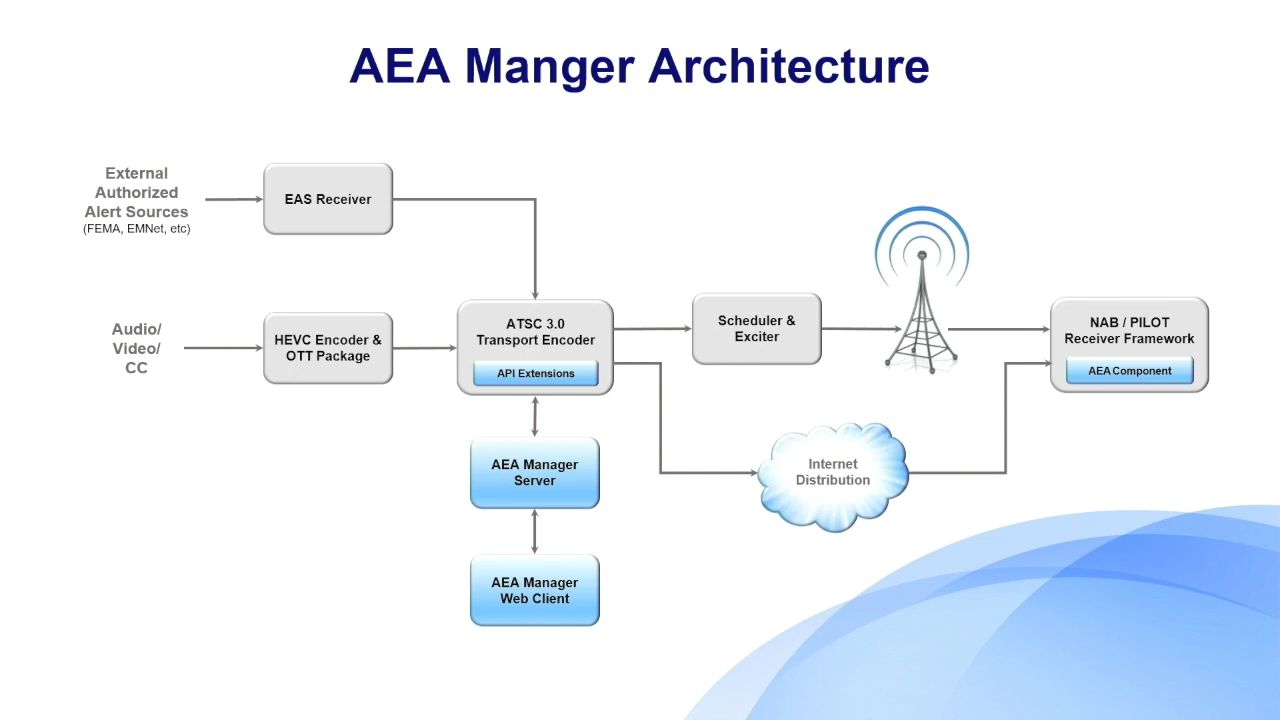 AEA Manger Architecture
External
Authorized
Alert Sources
(FEMA, EMNet, etc)
EAS Receiver
Audio/
Video/
CC
HEVC Encoder &
OTT Package
ATSC 3.0
Transport Encoder
API Extensions
Scheduler &
Exciter
NAB / PILOT
Receiver Framework
AEA Component
AEA Manager
Server
Internet
Distribution
AEA Manager
Web Client